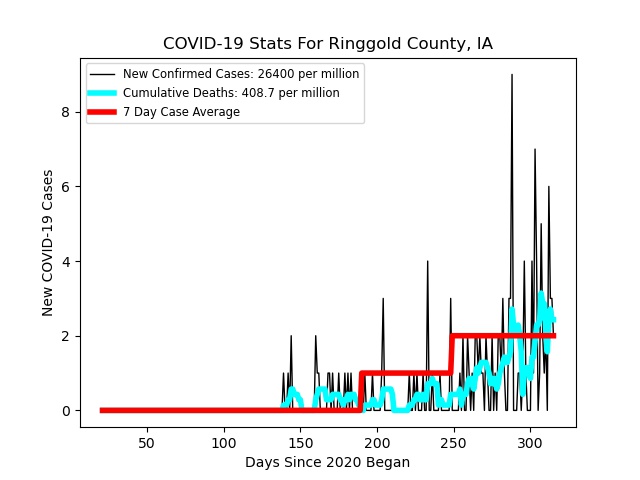 COVID-19 Stats For Ringgold County, IA
New Confirmed Cases: 26400 per million
Cumulative Deaths: 408.7 per million
7 Day Case Average
New COVID-19 Cases
8
6
4
2
0
50 100 150 200 250 300
Days Since 2020 Began